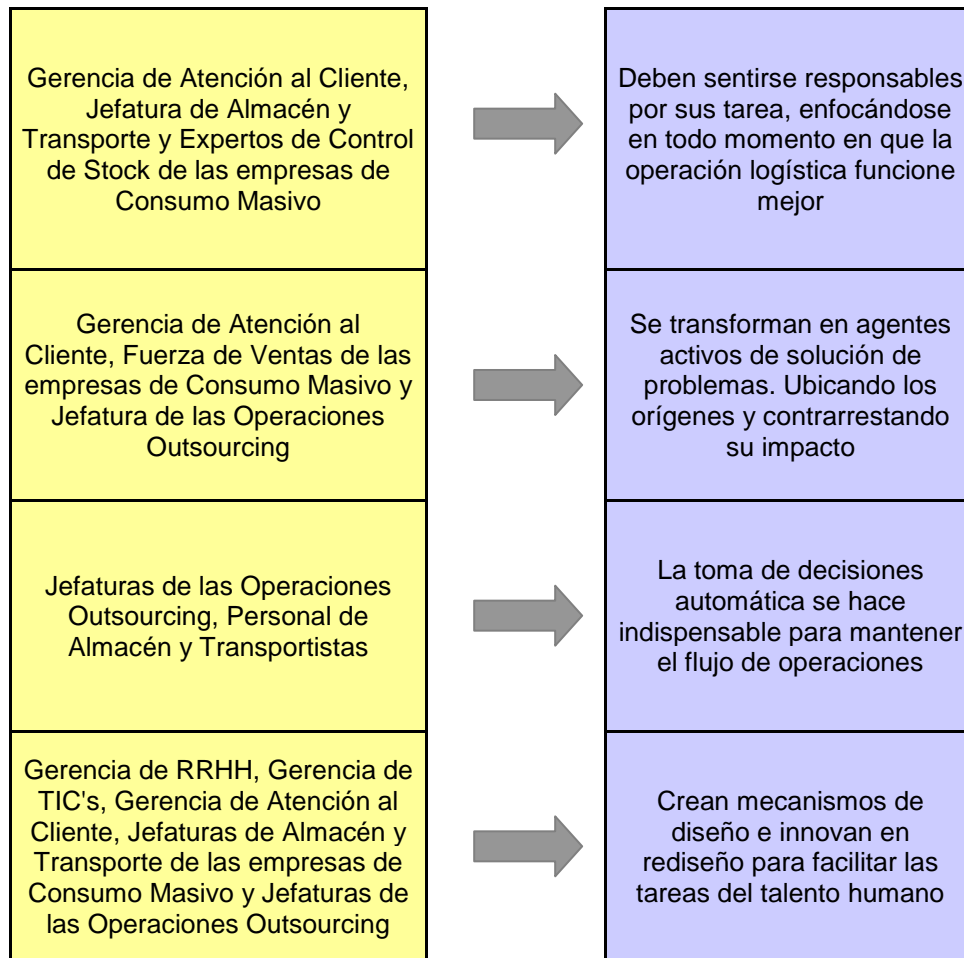 Gerencia de Atención al Cliente,
Jefatura de Almacén y
Transporte y Expertos de Control
de Stock de las empresas de
Consumo Masivo
Deben sentirse responsables
por sus tarea, enfocándose
en todo momento en que la
operación logística funcione
mejor
Gerencia de Atención al
Cliente, Fuerza de Ventas de las
empresas de Consumo Masivo y
Jefatura de las Operaciones
Outsourcing
Se transforman en agentes
activos de solución de
problemas. Ubicando los
orígenes y contrarrestando
su impacto
Jefaturas de las Operaciones
Outsourcing, Personal de
Almacén y Transportistas
La toma de decisiones
automática se hace
indispensable para mantener
el flujo de operaciones
Gerencia de RRHH, Gerencia de
TIC's, Gerencia de Atención al
Cliente, Jefaturas de Almacén y
Transporte de las empresas de
Consumo Masivo y Jefaturas de
las Operaciones Outsourcing
Crean mecanismos de
diseño e innovan en
rediseño para facilitar las
tareas del talento humano